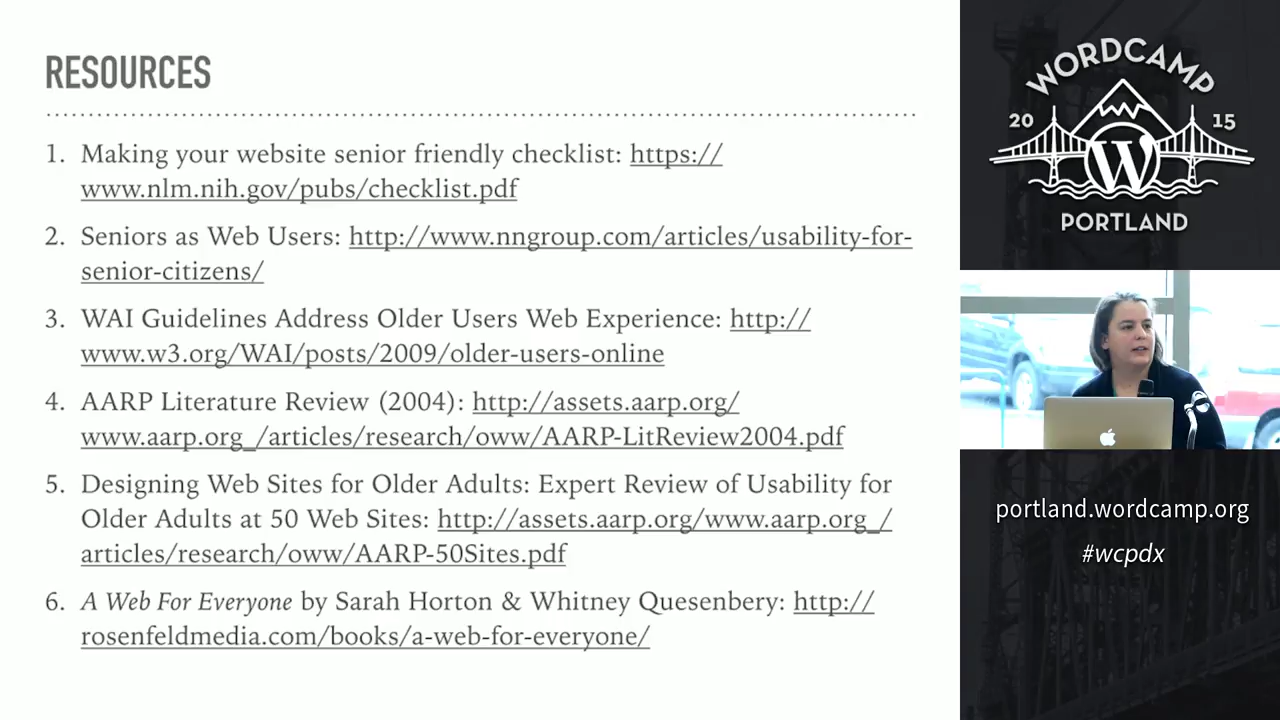 RESOURCES
1. Making your website senior friendly checklist: https://
www.nlm.nih.gov/pubs/checklist.pdf
2. Seniors as Web Users: http://www.nngroup.com/articles/usability-for-
senior-citizens/
3. WAI Guidelines Address Older Users Web Experience: http://
www.w3.org/WAI/posts/2009/older-users-online
4. AARP Literature Review (2004): http://assets.aarp.org/
www.aarp.org_/articles/research/oww/AARP-LitReview2004.pdf
5. Designing Web Sites for Older Adults: Expert Review of Usability for
Older Adults at 50 Web Sites: http://assets.aarp.org/www.aarp.org_/
articles/research/oww/AARP-50Sites.pdf
6. A Web For Everyone by Sarah Horton & Whitney Quesenbery: http://
rosenfeldmedia.com/books/a-web-for-everyone/
WORDCAMP
20 15
W
PORTLAND
portland.wordcamp.org
#wcpdx